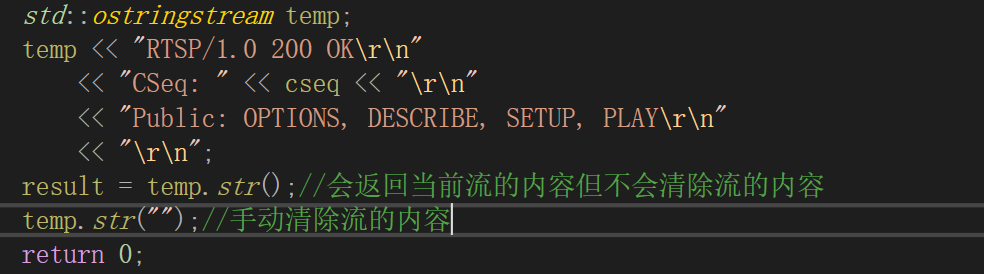 std::ostringstream temp;
temp << "RTSP/1.0 200 OK\r\n"
<< "CSeq: " << cseq << "\r\n"
<< "Public: OPTIONS, DESCRIBE, SETUP, PLAY\r\n"
<< "\r\n";
result = temp.str();//会返回当前流的内容但不会清除流的内容
temp.str("");//手动清除流的内容
return 0;